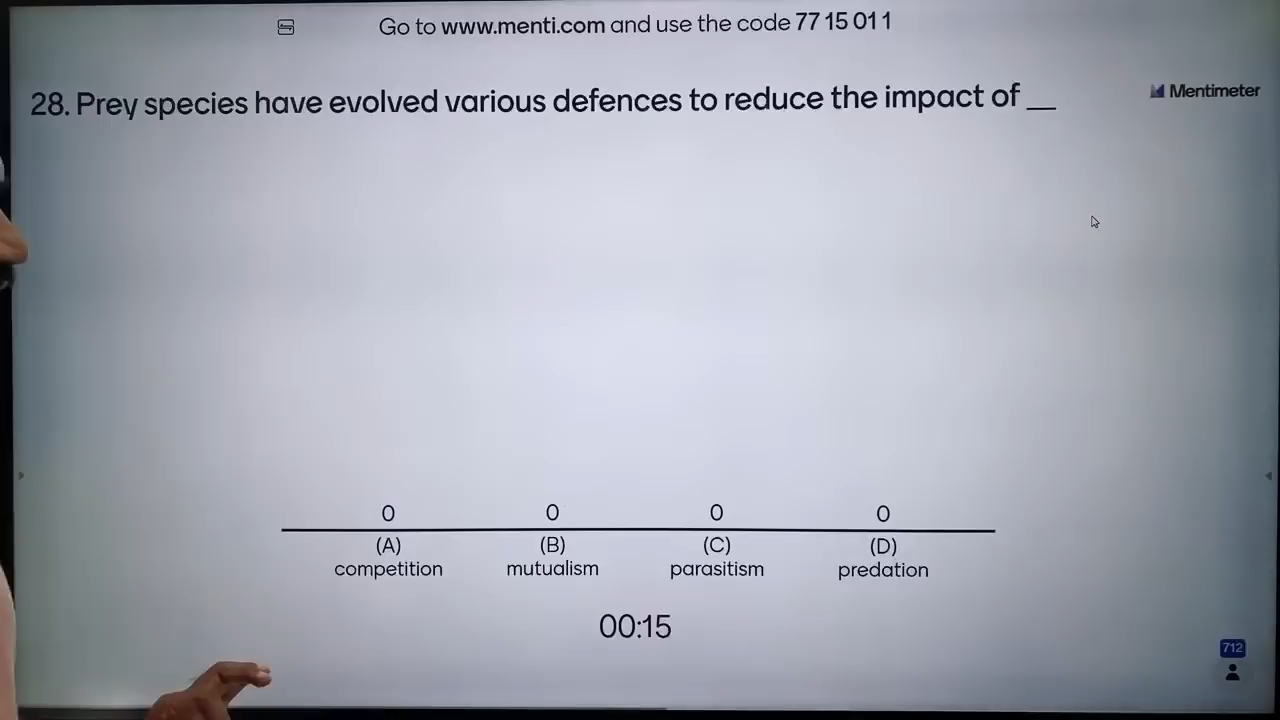 Go to www.menti.com and use the code 77 15 01 1
28. Prey species have evolved various defences to reduce the impact of __
Mentimeter
0 0 0 0
(A) (B) (C) (D)
competition mutualism parasitism predation
00:15
712